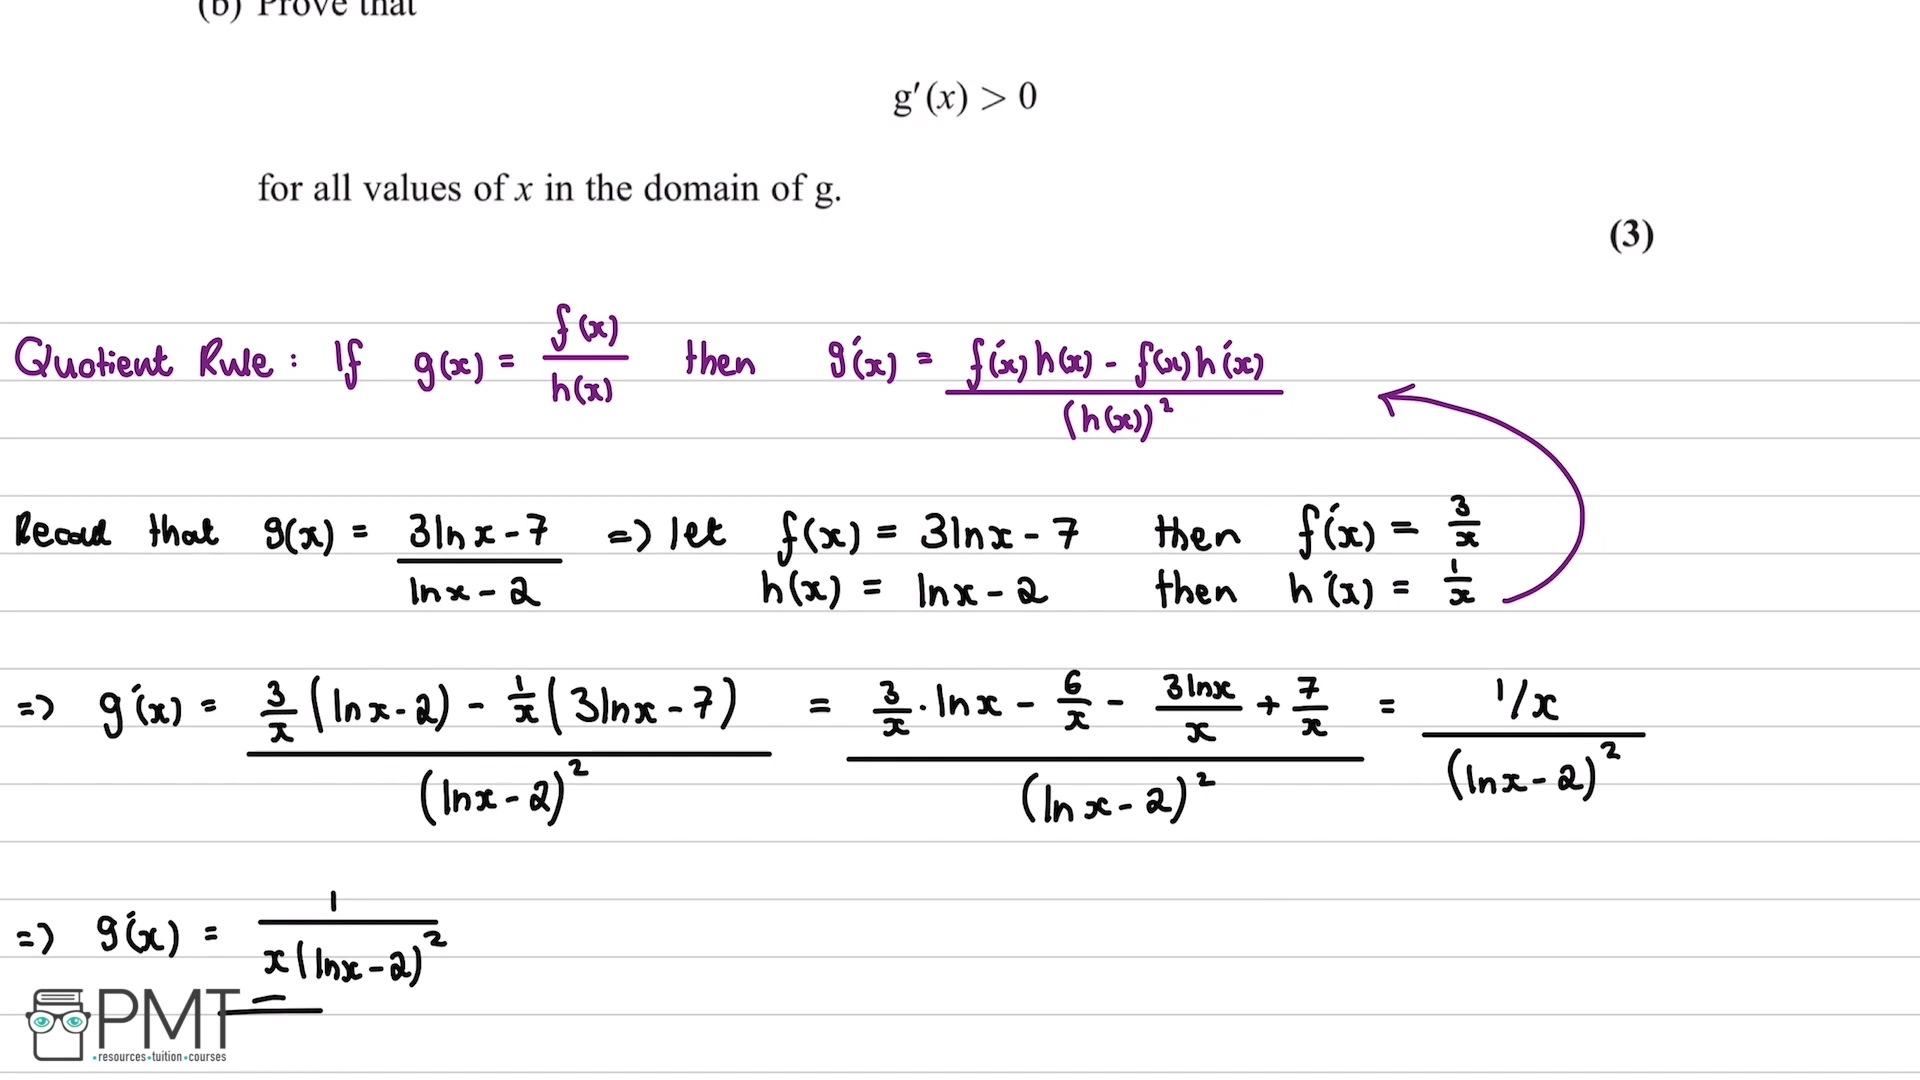 (b) Prove that
g′(x) > 0
for all values of x in the domain of g.
(3)
Quotient Rule: If g(x) = f(x)/h(x) then g′(x) = f′(x)h(x) - f(x)h′(x)/(h(x))²
Recall that g(x) = 3lnx-7/lnx-2 => let f(x) = 3lnx-7 then f′(x) = 3/x
h(x) = lnx-2 then h′(x) = 1/x
=> g′(x) = 3/x(lnx-2) - 1/x(3lnx-7)/(lnx-2)² = 3/x·lnx - 6/x - 3lnx/x + 7/x/(lnx-2)² = 1/x/(lnx-2)²
=> g′(x) = 1/x(lnx-2)²
PMT
resources•tuition•courses